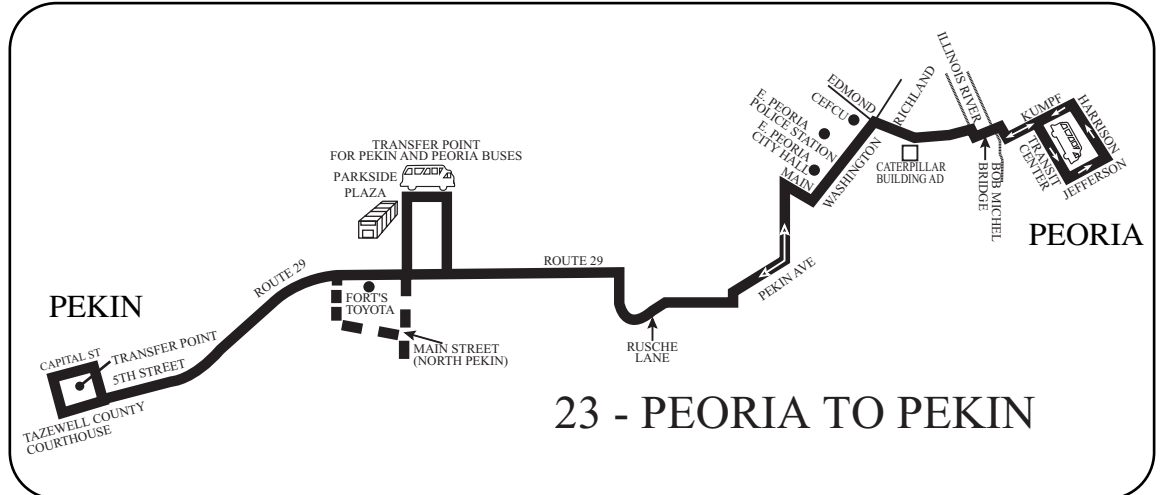 EDMOND
CEFCU
RICHLAND
ILLINOIS RIVER
E. PEORIA
POLICE STATION
E. PEORIA
CITY HALL
MAIN
WASHINGTON
CATERPILLAR
BUILDING AD
BOB MICHEL
BRIDGE
KUMPF
HARRISON
TRANSIT
CENTER
JEFFERSON
PEORIA
TRANSFER POINT
FOR PEKIN AND PEORIA BUSES
PARKSIDE
PLAZA
ROUTE 29
ROUTE 29
PEKIN AVE
PEKIN
FORT'S
TOYOTA
MAIN STREET
(NORTH PEKIN)
RUSCHE
LANE
CAPITAL ST
TRANSFER POINT
5TH STREET
TAZEWELL COUNTY
COURTHOUSE
23 - PEORIA TO PEKIN